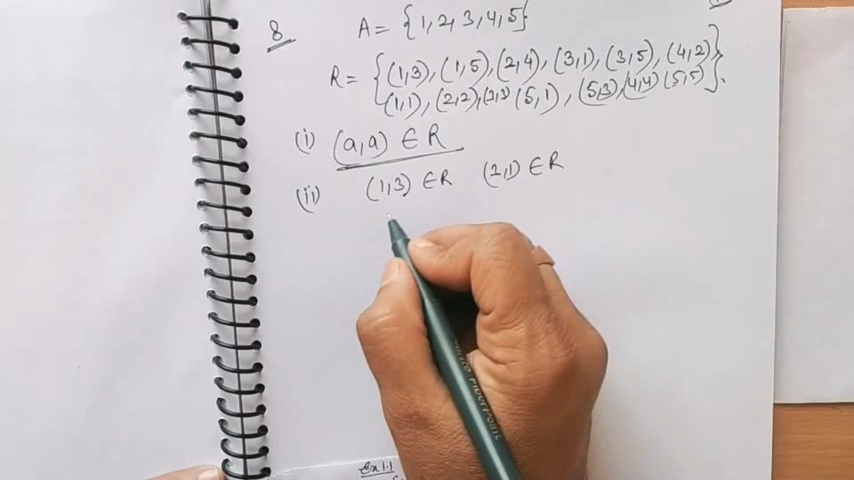 8 A = {1,2,3,4,5}
R = {(1,3),(1,5),(2,4),(3,1),(3,5),(4,2)
(1,1),(2,2),(3,3)(5,1),(5,3),(4,4)(5,5)}.
(i) (a,a) ∈ R
(ii) (1,3) ∈ R (3,1) ∈ R
Ex 1.1